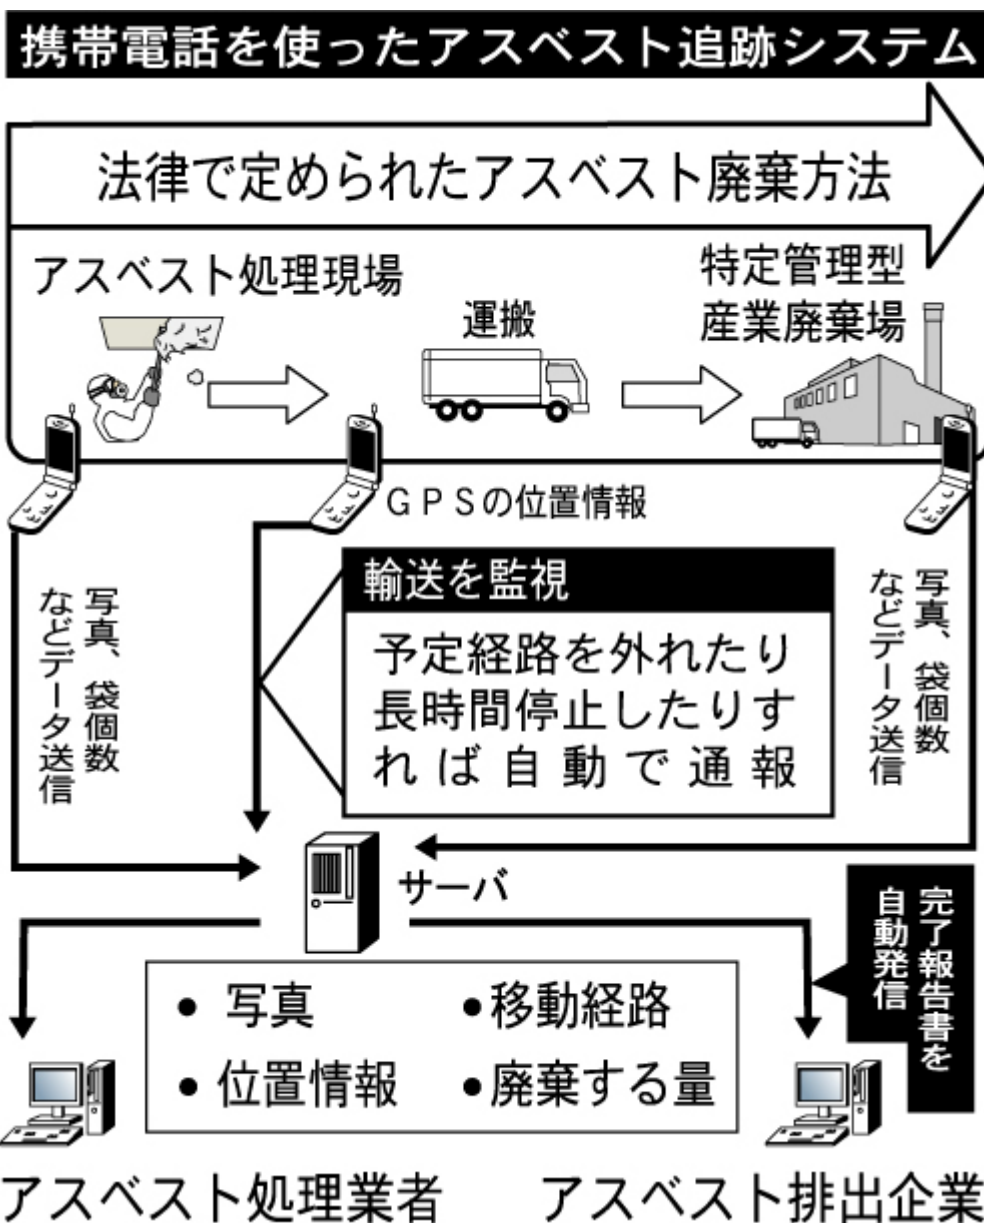 携帯電話を使ったアスベスト追跡システム
法律で定められたアスベスト廃棄方法
アスベスト処理現場
運搬
特定管理型
産業廃棄場
GPSの位置情報
写真、袋個数
などデータ送信
輸送を監視
予定経路を外れたり
長時間停止したりす
れば自動で通報
写真、袋個数
などデータ送信
サーバ
完了報告書を
自動発信
• 写真
•移動経路
• 位置情報
•廃棄する量
アスベスト処理業者
アスベスト排出企業